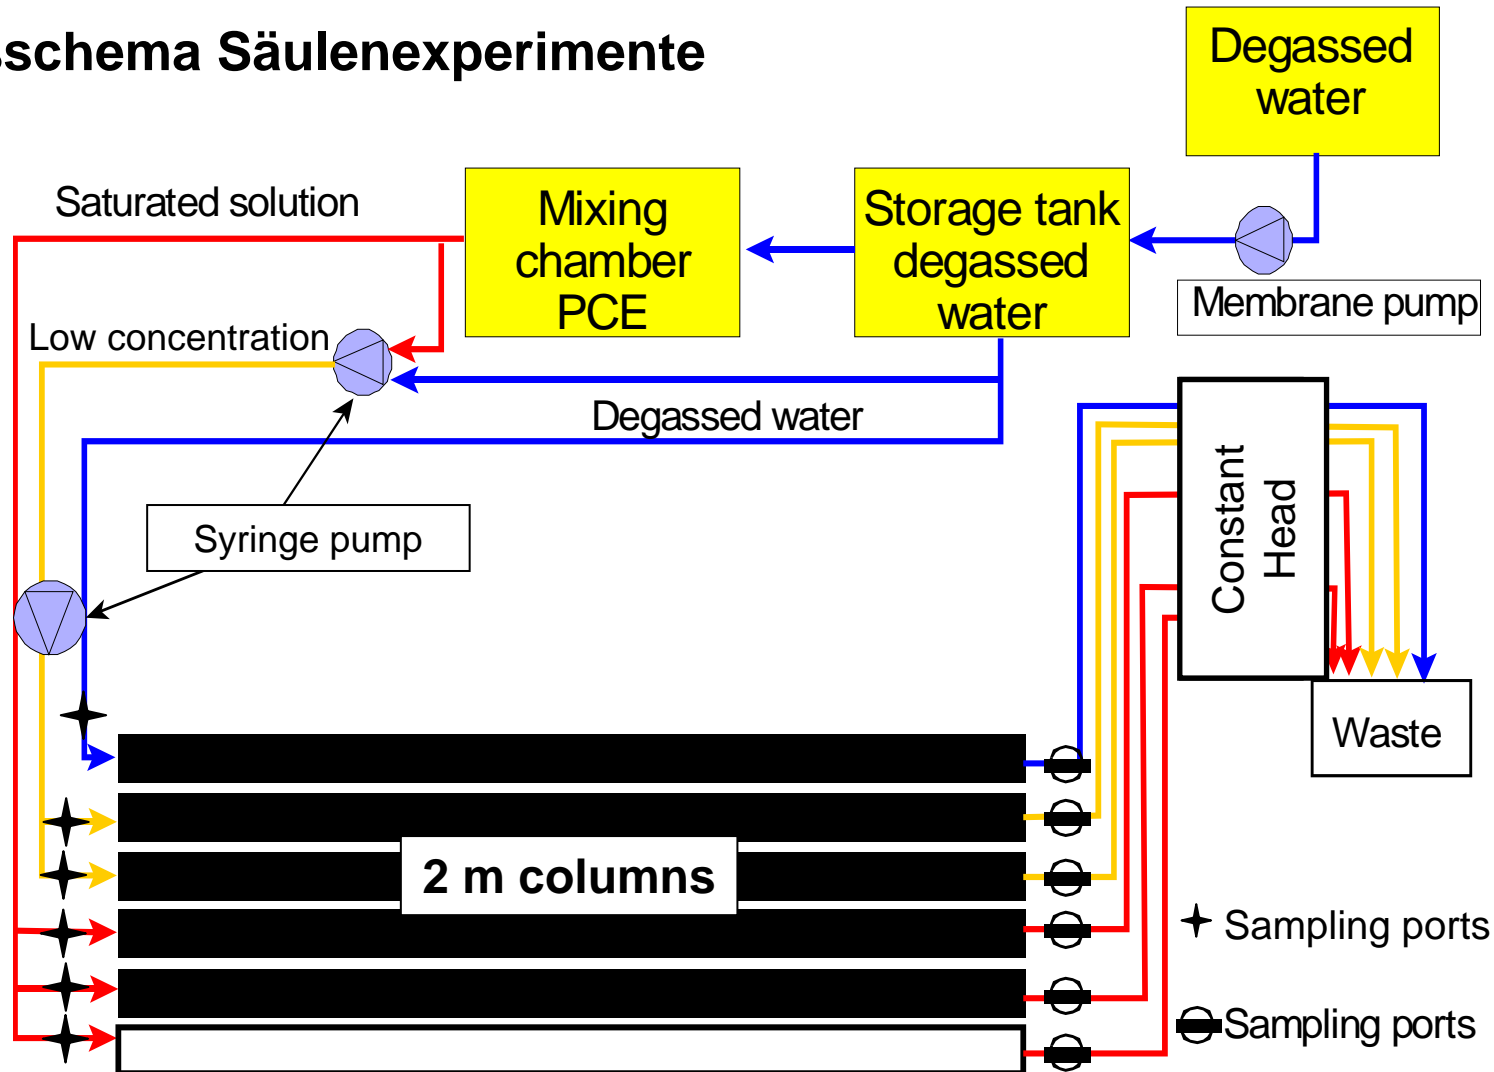 sschema Säulenexperimente
Degassed
water
Saturated solution
Mixing
chamber
PCE
Storage tank
degassed
water
Membrane pump
Low concentration
Degassed water
Constant
Head
Syringe pump
Waste
2 m columns
Sampling ports
Sampling ports